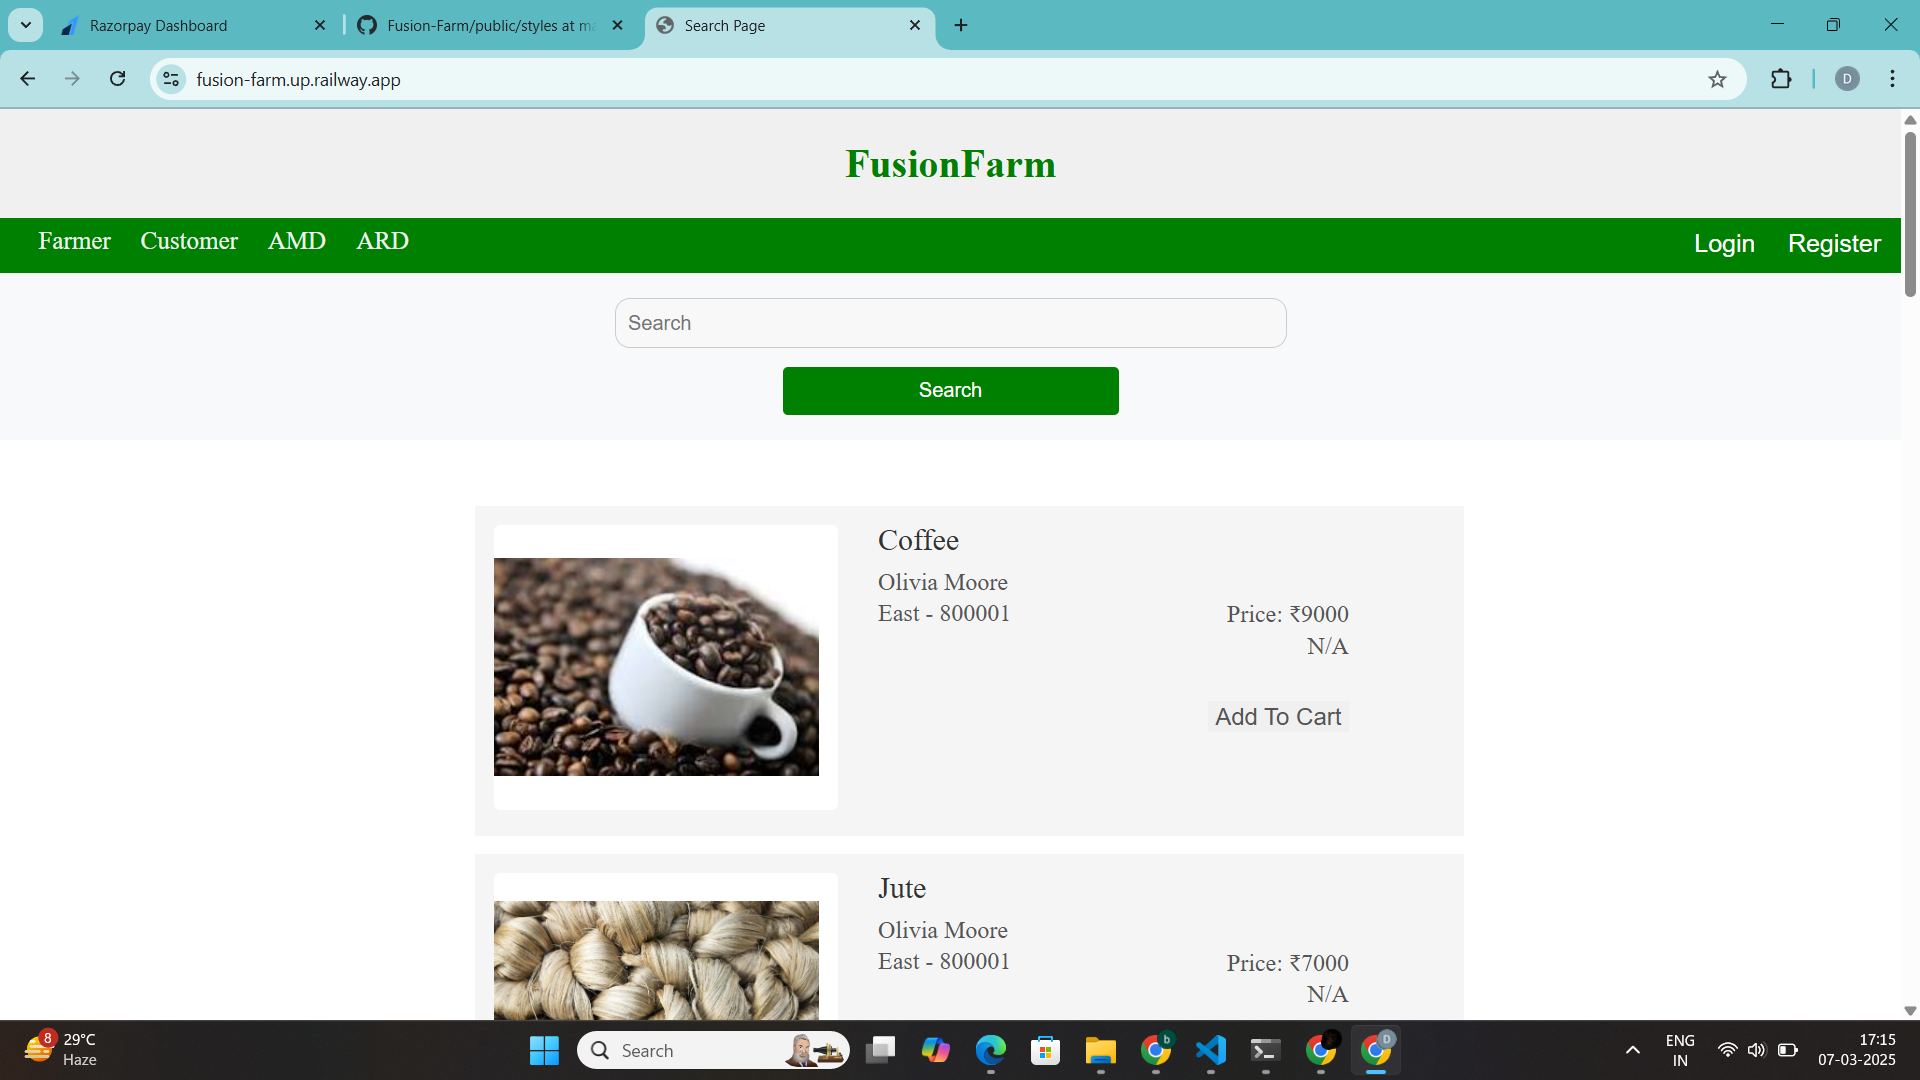 Razorpay Dashboard
Fusion-Farm/public/styles at ma
Search Page
fusion-farm.up.railway.app
D
FusionFarm
Farmer Customer AMD ARD Login Register
Search
Search
Coffee
Olivia Moore
East - 800001
Price: ₹9000
N/A
Add To Cart
Jute
Olivia Moore
East - 800001
Price: ₹7000
N/A
8
29°C
Haze
Search
b
D
ENG
IN
17:15
07-03-2025